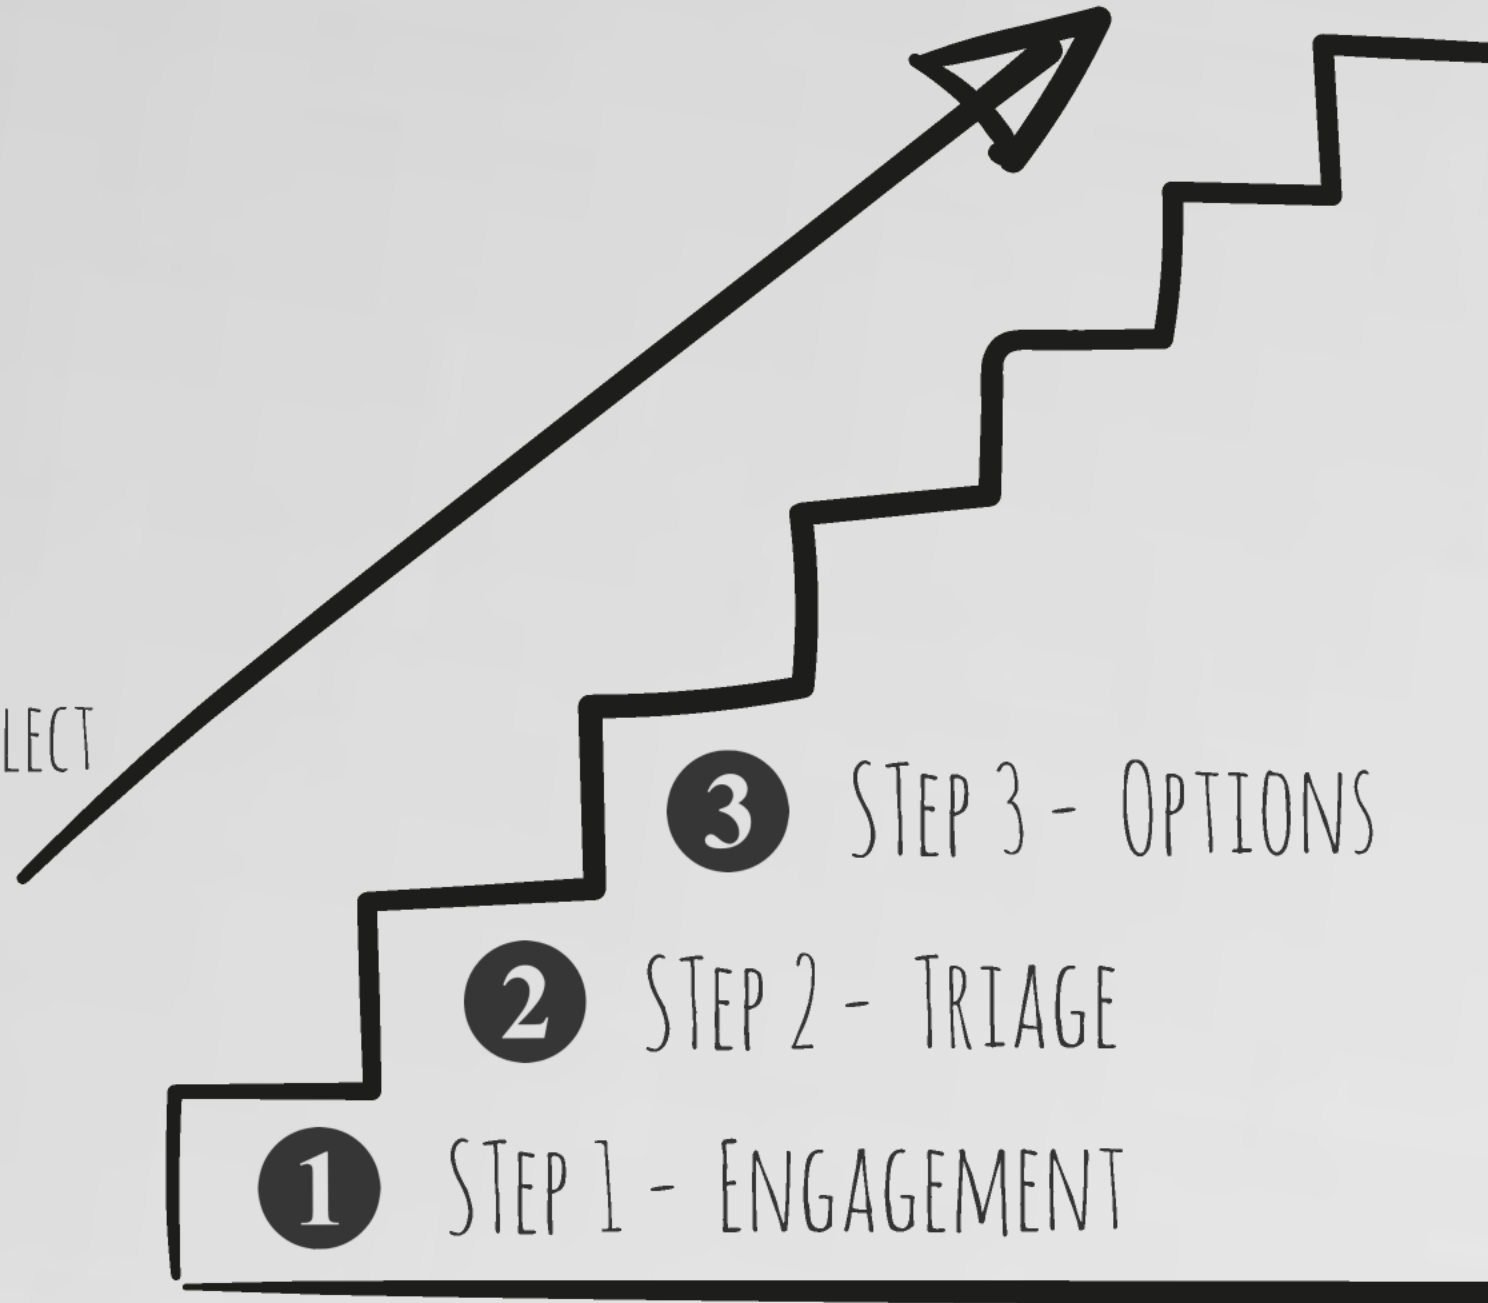 LECT
3 STEP 3 - OPTIONS
2 STEP 2 - TRIAGE
1 STEP 1 - ENGAGEMENT